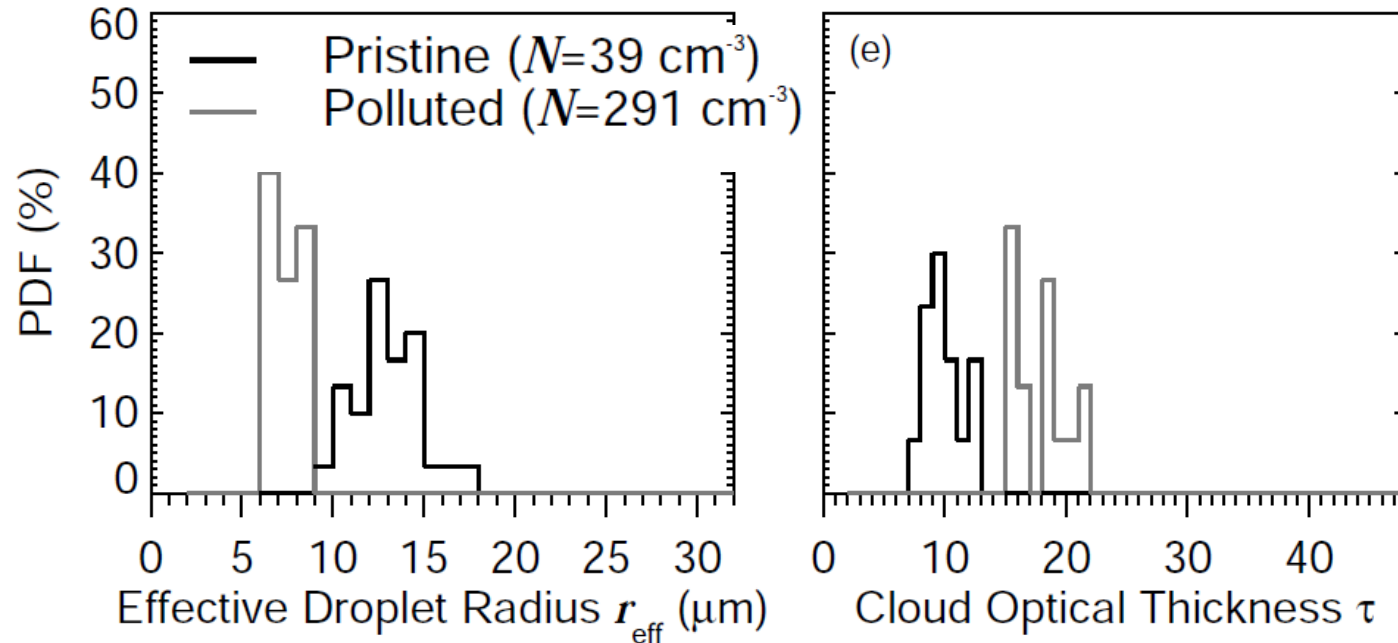 60
50
40
30
20
10
0
PDF (%)
Pristine (N=39 cm-3)
Polluted (N=291 cm-3)
0 5 10 15 20 25 30
Effective Droplet Radius reff (μm)
(e)
0 10 20 30 40
Cloud Optical Thickness τ